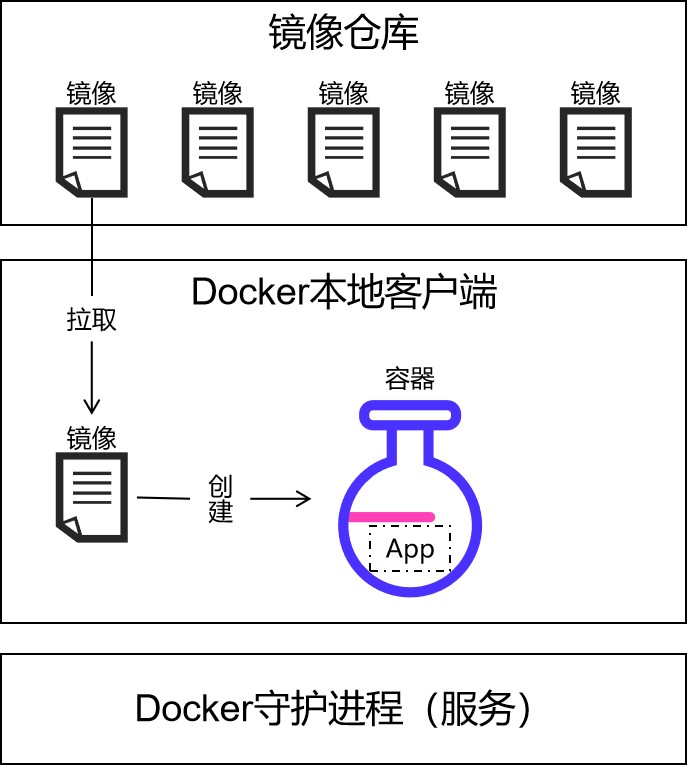 镜像仓库
镜像 镜像 镜像 镜像 镜像
Docker本地客户端
拉取
容器
镜像
创
建
App
Docker守护进程（服务）